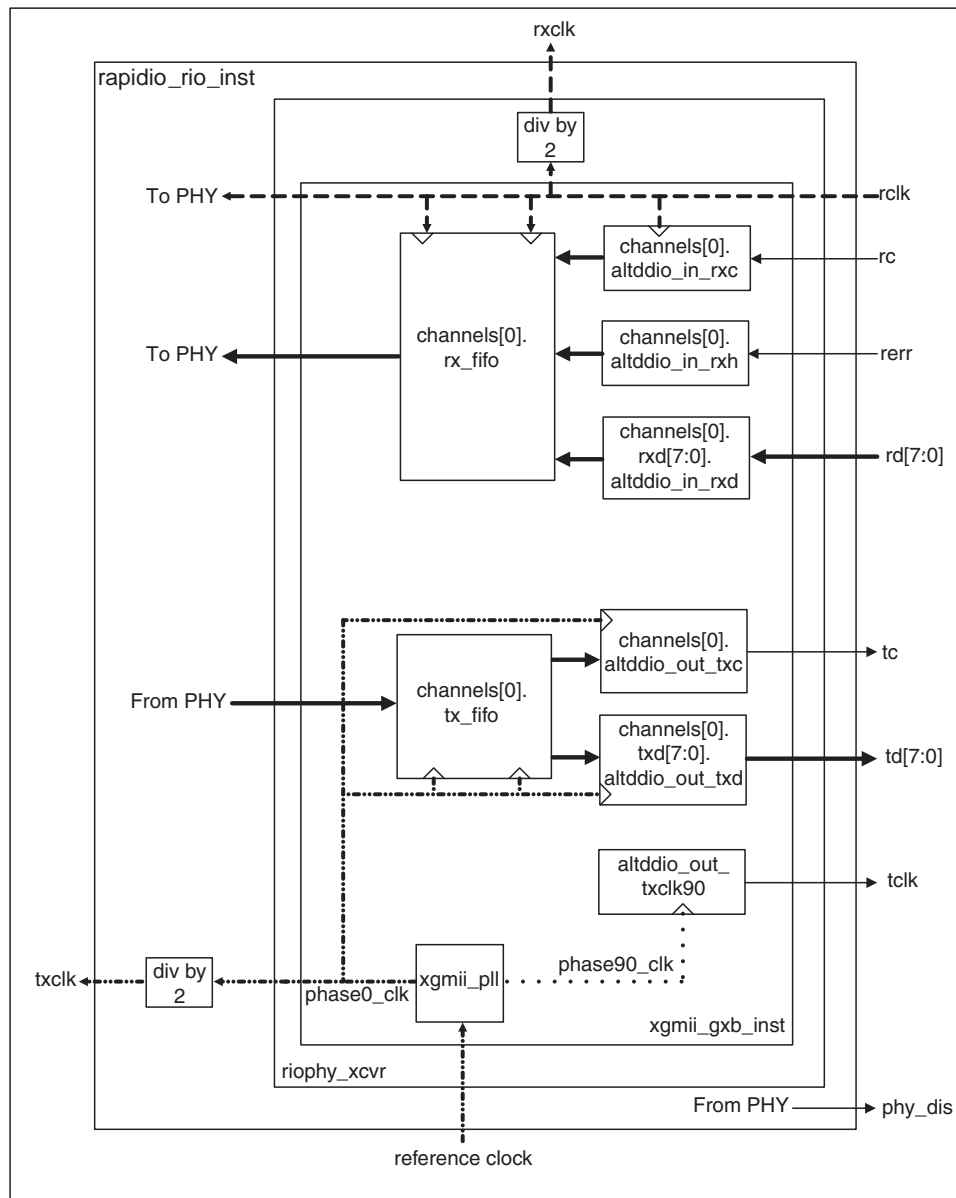 rxclk
rapidio_rio_inst
div by
2
To PHY
rclk
channels[0].
altddio_in_rxc
rc
To PHY
channels[0].
rx_fifo
channels[0].
altddio_in_rxh
rerr
channels[0].
rxd[7:0].
altddio_in_rxd
rd[7:0]
channels[0].
altddio_out_txc
tc
From PHY
channels[0].
tx_fifo
channels[0].
txd[7:0].
altddio_out_txd
td[7:0]
altddio_out_
txclk90
tclk
txclk
div by
2
phase0_clk
xgmii_pll
phase90_clk
xgmii_gxb_inst
riophy_xcvr
From PHY
phy_dis
reference clock